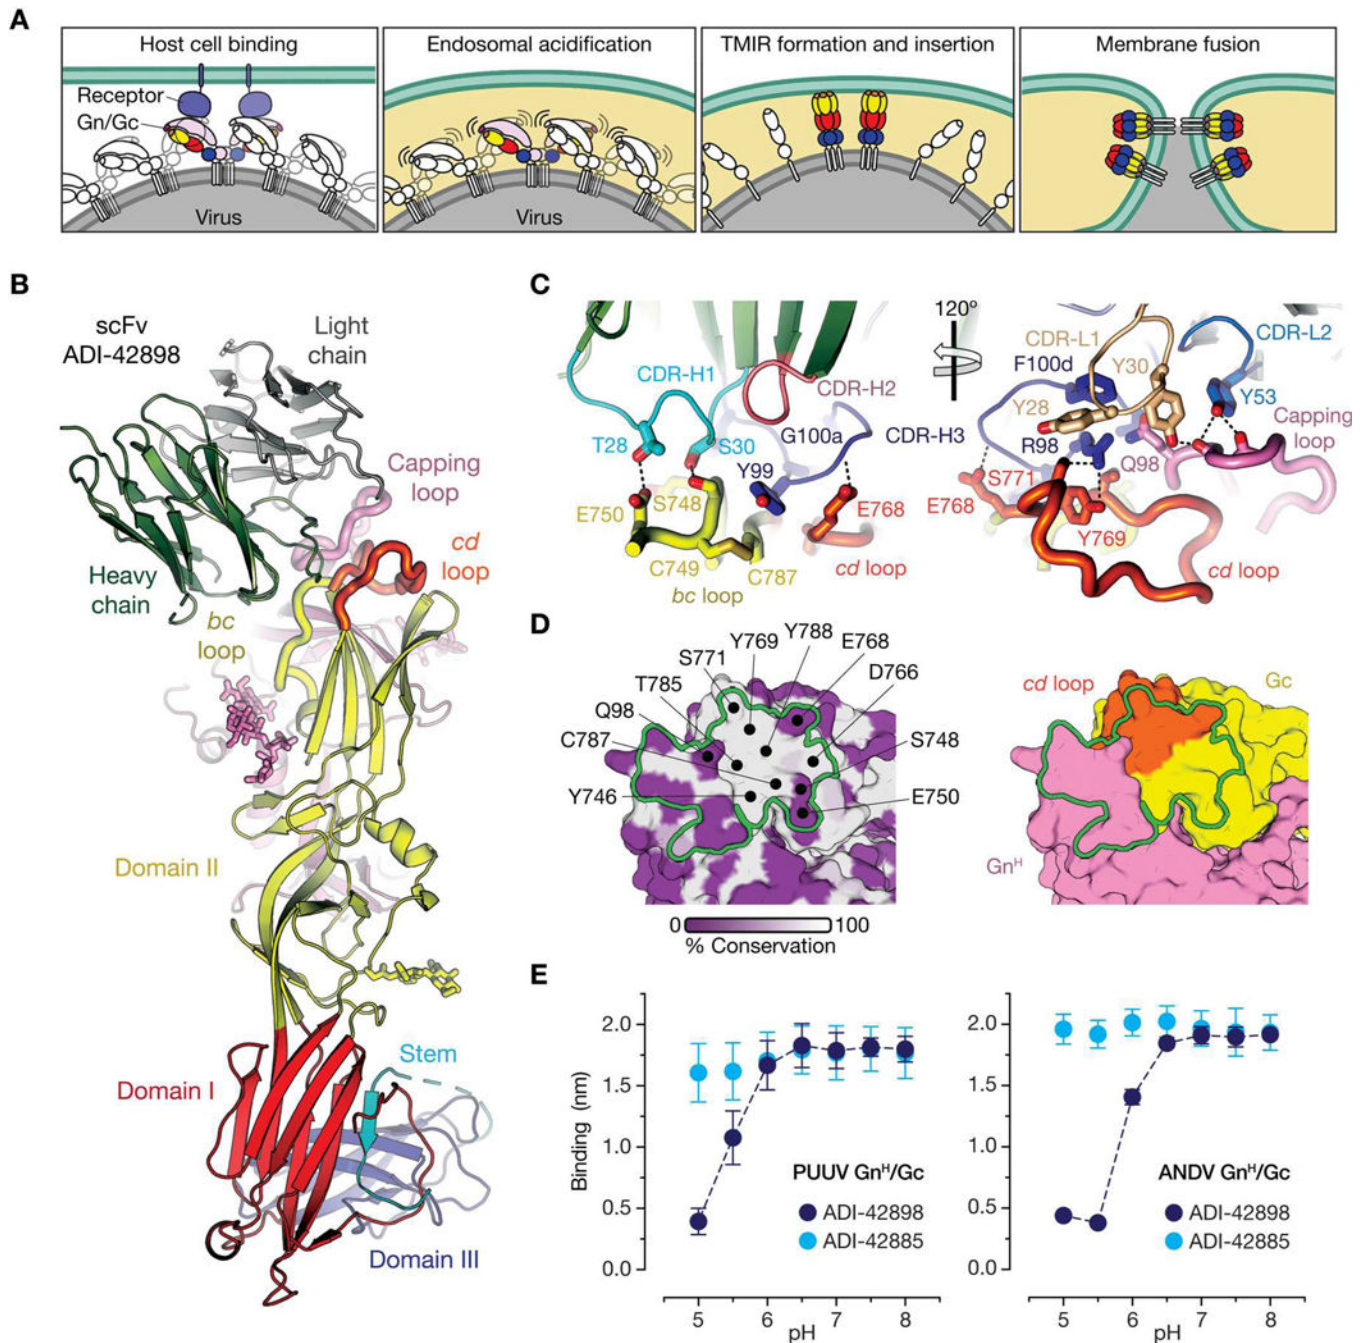 A
Host cell binding
Receptor
Gn/Gc
Virus
Endosomal acidification
Virus
TMIR formation and insertion
Membrane fusion
B
scFv
ADI-42898
Light
chain
Capping
loop
cd
loop
Heavy
chain
bc
loop
Domain II
Stem
Domain I
Domain III
C
CDR-H1
CDR-H2
T28
S30
G100a
CDR-H3
Y99
S748
E750
E768
C749
C787
cd loop
bc loop
120°
CDR-L1
CDR-L2
F100d
Y30
Y28
Y53
Capping
loop
R98
Q98
S771
E768
Y769
cd loop
D
Y769
Y788
E768
S771
D766
T785
Q98
C787
S748
Y746
E750
0
100
% Conservation
cd loop
Gc
Gnᴴ
E
Binding (nm)
2.0
1.5
1.0
0.5
0
PUUV Gnᴴ/Gc
ADI-42898
ADI-42885
5 6 7 8
pH
2.0
1.5
1.0
0.5
0
ANDV Gnᴴ/Gc
ADI-42898
ADI-42885
5 6 7 8
pH